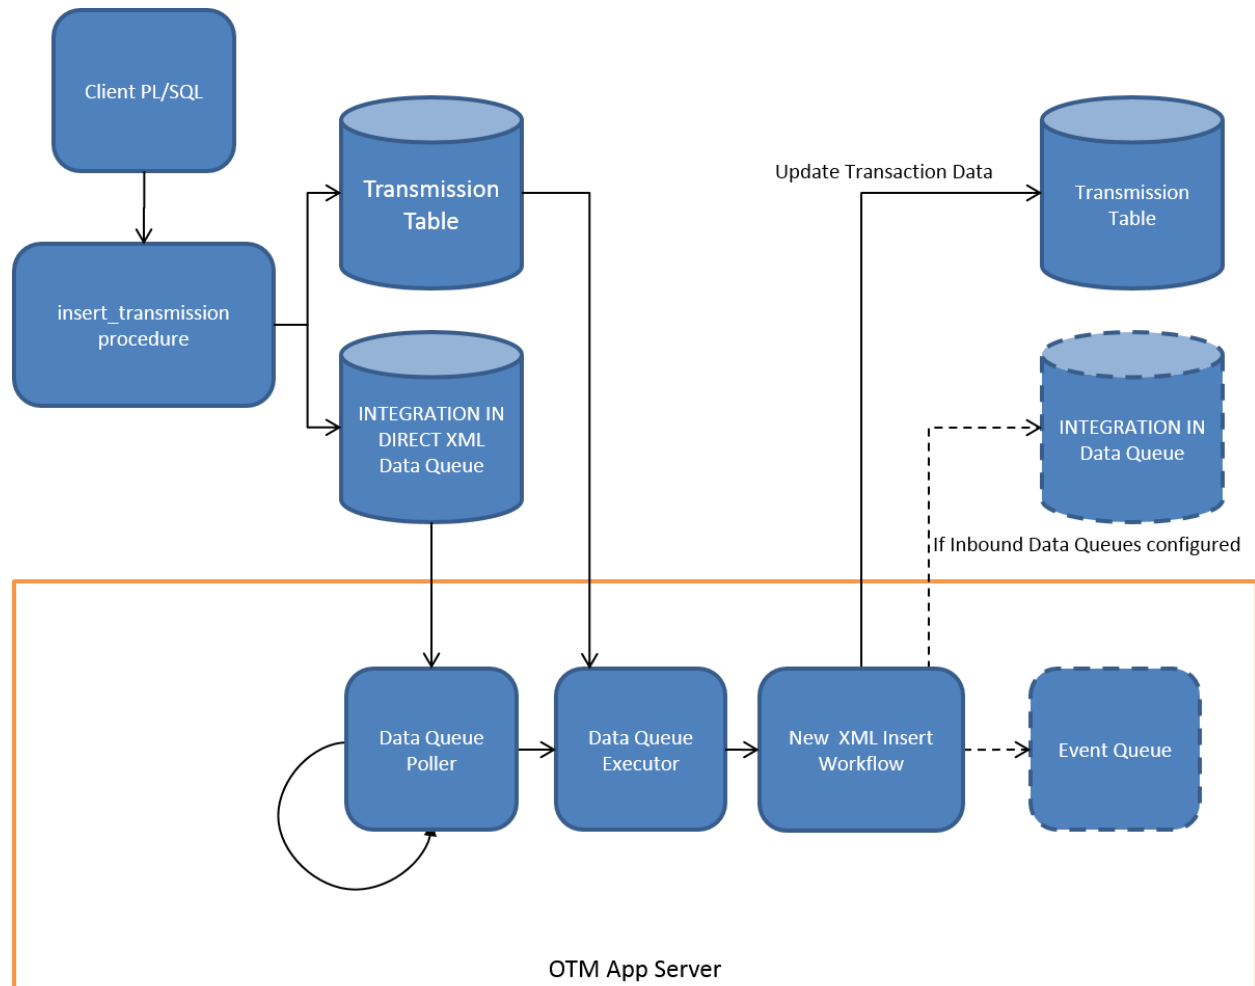 Client PL/SQL
insert_transmission
procedure
Transmission
Table
INTEGRATION IN
DIRECT XML
Data Queue
Update Transaction Data
Transmission
Table
INTEGRATION IN
Data Queue
If Inbound Data Queues configured
Data Queue
Poller
Data Queue
Executor
New  XML Insert
Workflow
Event Queue
OTM App Server